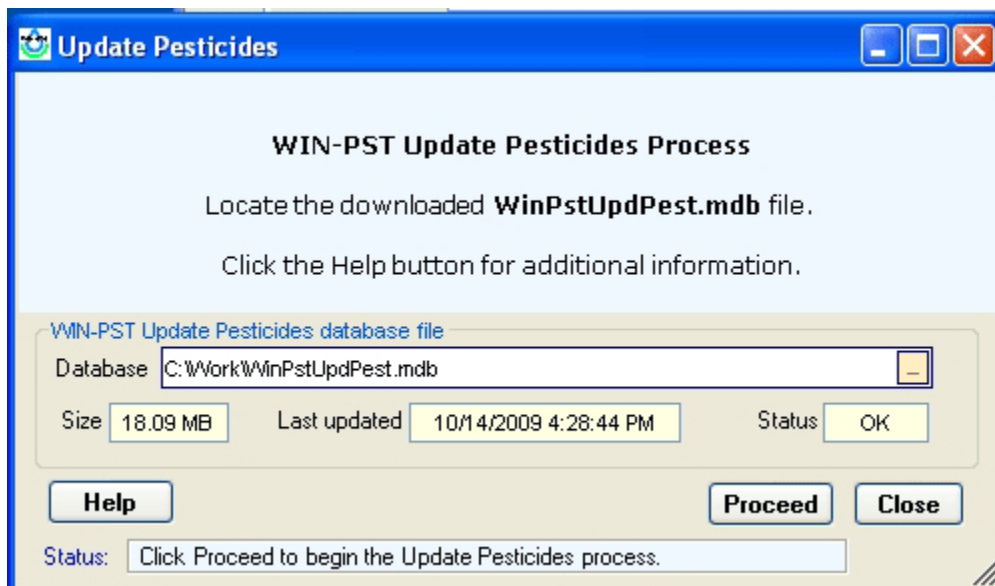 Update Pesticides
WIN-PST Update Pesticides Process
Locate the downloaded WinPstUpdPest.mdb file.
Click the Help button for additional information.
WIN-PST Update Pesticides database file
Database C:\Work\WinPstUpdPest.mdb ...
Size 18.09 MB Last updated 10/14/2009 4:28:44 PM Status OK
Help Proceed Close
Status: Click Proceed to begin the Update Pesticides process.